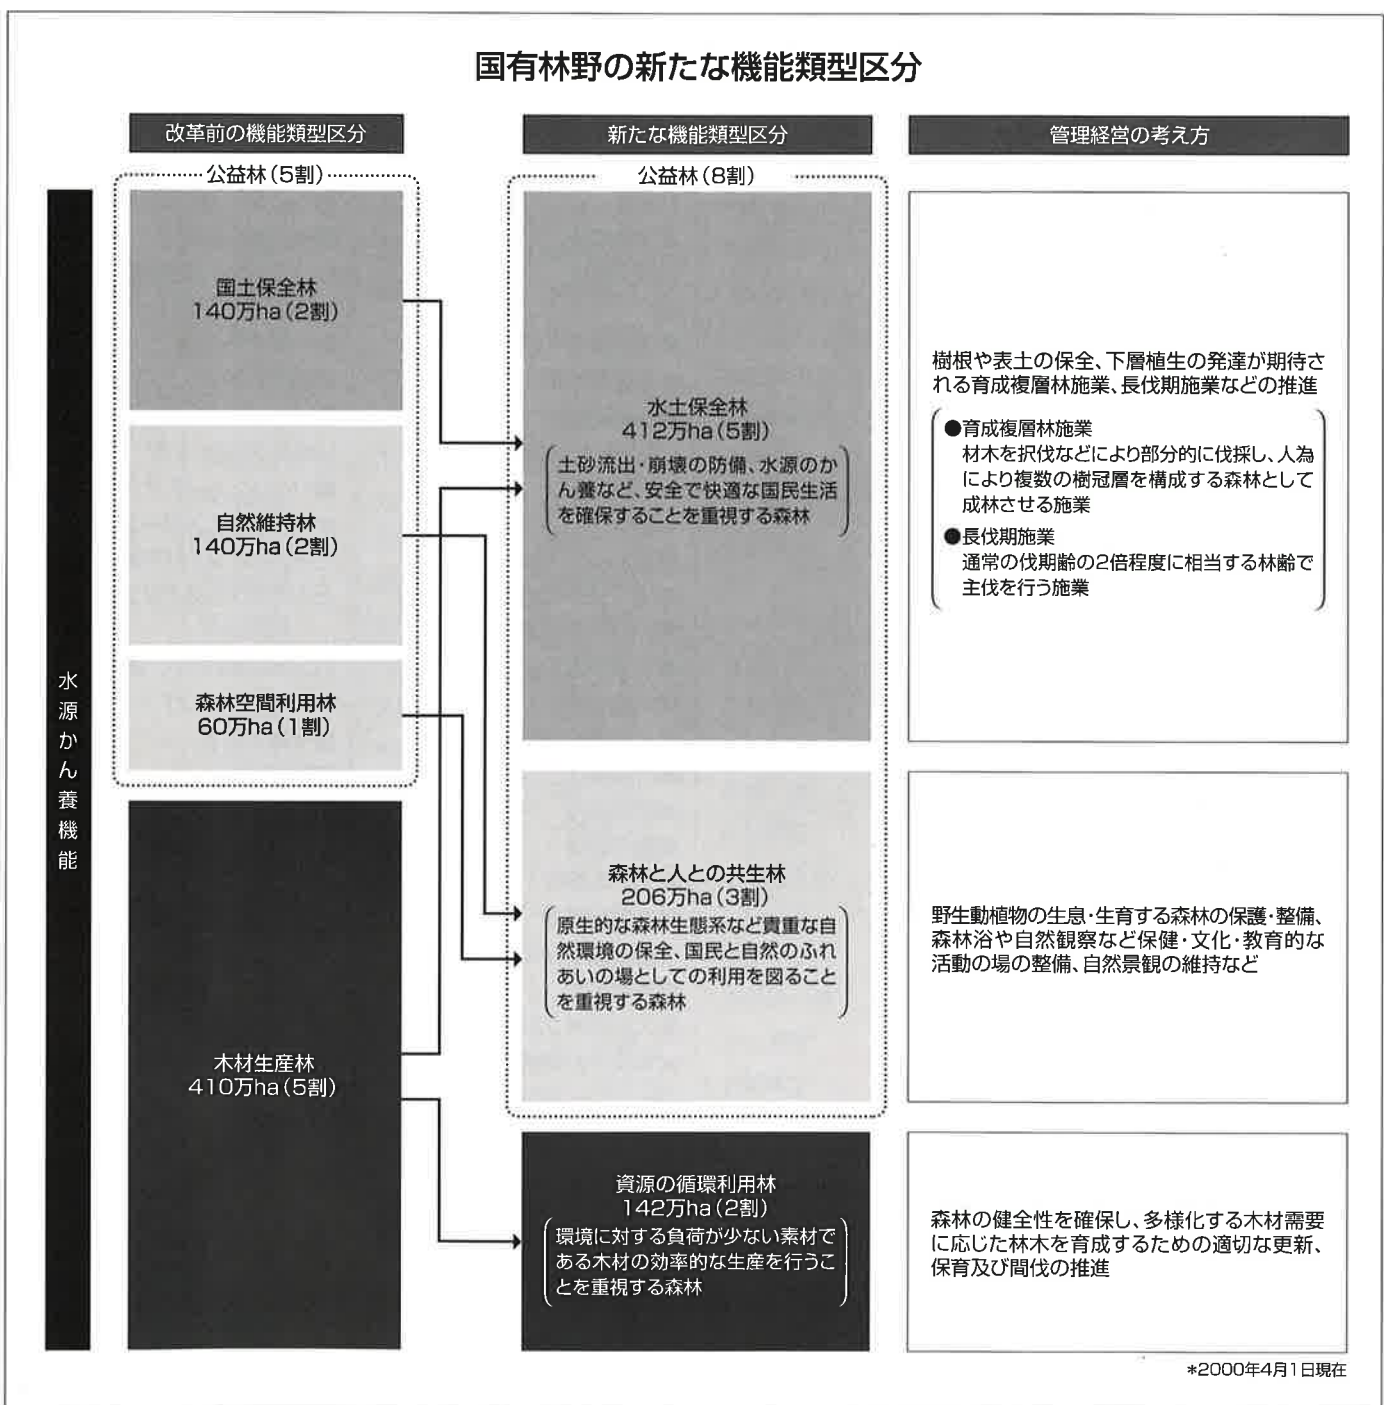 国有林野の新たな機能類型区分
改革前の機能類型区分
新たな機能類型区分
管理経営の考え方
水源かん養機能
公益林(5割)
国土保全林
140万ha(2割)
自然維持林
140万ha(2割)
森林空間利用林
60万ha(1割)
木材生産林
410万ha(5割)
公益林(8割)
水土保全林
412万ha(5割)
土砂流出・崩壊の防備、水源のか
ん養など、安全で快適な国民生活
を確保することを重視する森林
森林と人との共生林
206万ha(3割)
原生的な森林生態系など貴重な自
然環境の保全、国民と自然のふれ
あいの場としての利用を図ること
を重視する森林
資源の循環利用林
142万ha(2割)
環境に対する負荷が少ない素材で
ある木材の効率的な生産を行うこ
とを重視する森林
樹根や表土の保全、下層植生の発達が期待さ
れる育成複層林施業、長伐期施業などの推進
●育成複層林施業
材木を択伐などにより部分的に伐採し、人為
により複数の樹冠層を構成する森林として
成林させる施業
●長伐期施業
通常の伐期齢の2倍程度に相当する林齢で
主伐を行う施業
野生動植物の生息・生育する森林の保護・整備、
森林浴や自然観察など保健・文化・教育的な
活動の場の整備、自然景観の維持など
森林の健全性を確保し、多様化する木材需要
に応じた林木を育成するための適切な更新、
保育及び間伐の推進
*2000年4月1日現在